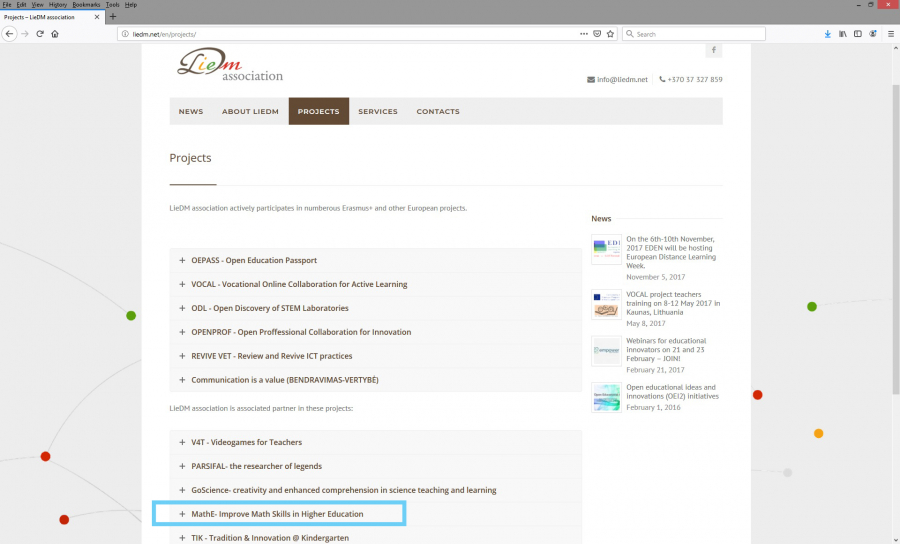 File Edit View History Bookmarks Tools Help
Projects – LieDM association
liedm.net/en/projects/
Search
LieDm
association
info@liedm.net
+370 37 327 859
NEWS ABOUT LIEDM PROJECTS SERVICES CONTACTS
Projects
LieDM association actively participates in numberous Erasmus+ and other European projects.
+ OEPASS - Open Education Passport
+ VOCAL - Vocational Online Collaboration for Active Learning
+ ODL - Open Discovery of STEM Laboratories
+ OPENPROF - Open Proffessional Collaboration for Innovation
+ REVIVE VET - Review and Revive ICT practices
+ Communication is a value (BENDRAVIMAS-VERTYBĖ)
LieDM association is associated partner in these projects:
+ V4T - Videogames for Teachers
+ PARSIFAL- the researcher of legends
+ GoScience- creativity and enhanced comprehension in science teaching and learning
+ MathE- Improve Math Skills in Higher Education
+ TIK - Tradition & Innovation @ Kindergarten
News
On the 6th-10th November,
2017 EDEN will be hosting
European Distance Learning
Week.
November 5, 2017
VOCAL project teachers
training on 8-12 May 2017 in
Kaunas, Lithuania
May 8, 2017
Webinars for educational
innovators on 21 and 23
February – JOIN!
February 21, 2017
Open educational ideas and
innovations (OEI2) initiatives
February 1, 2016